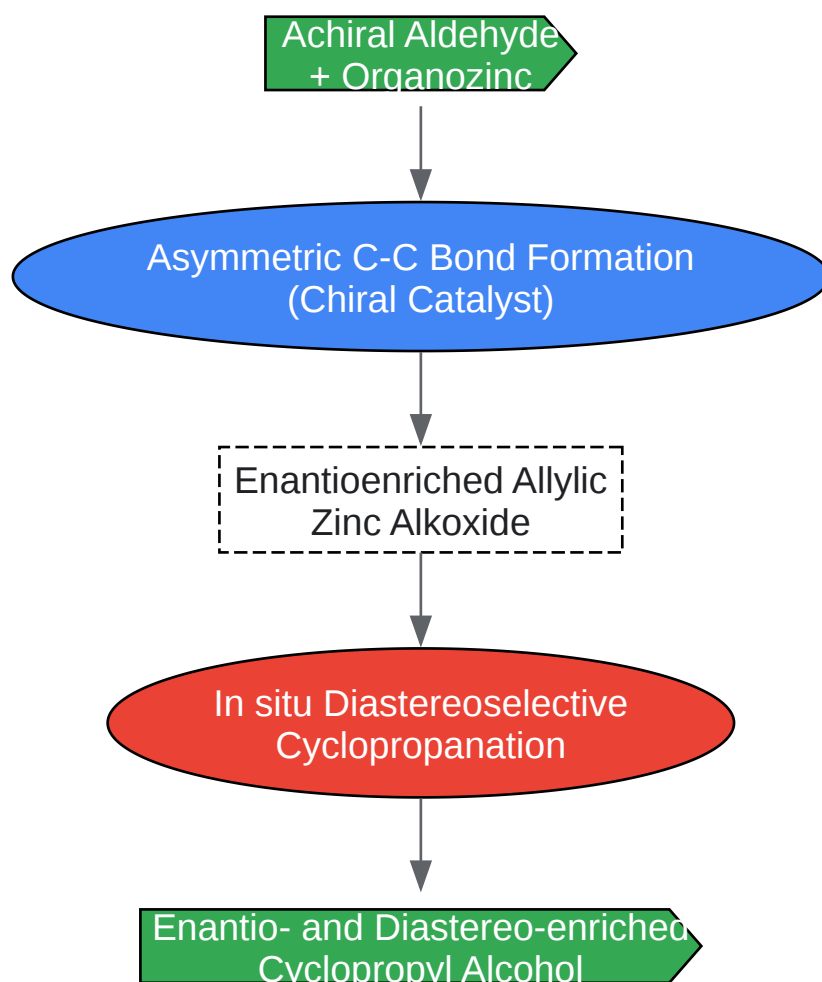 Achiral Aldehyde
+ Organozinc
Asymmetric C-C Bond Formation
(Chiral Catalyst)
Enantioenriched Allylic
Zinc Alkoxide
In situ Diastereoselective
Cyclopropanation
Enantio- and Diastereo-enriched
Cyclopropyl Alcohol